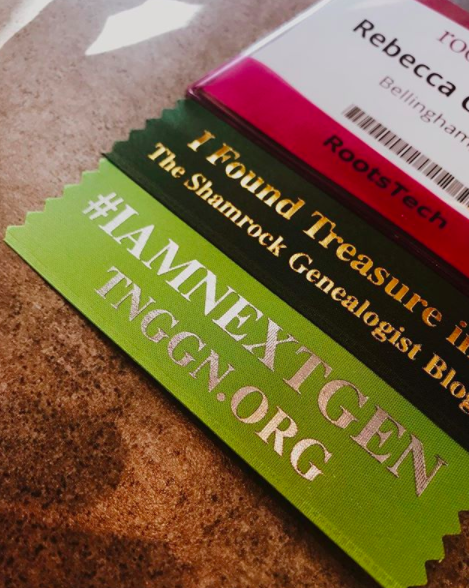 Rebecca
Bellingham
RootsTech
I Found Treasure in
The Shamrock Genealogist Blog
#IAMNEXTGEN
TNGGN.ORG